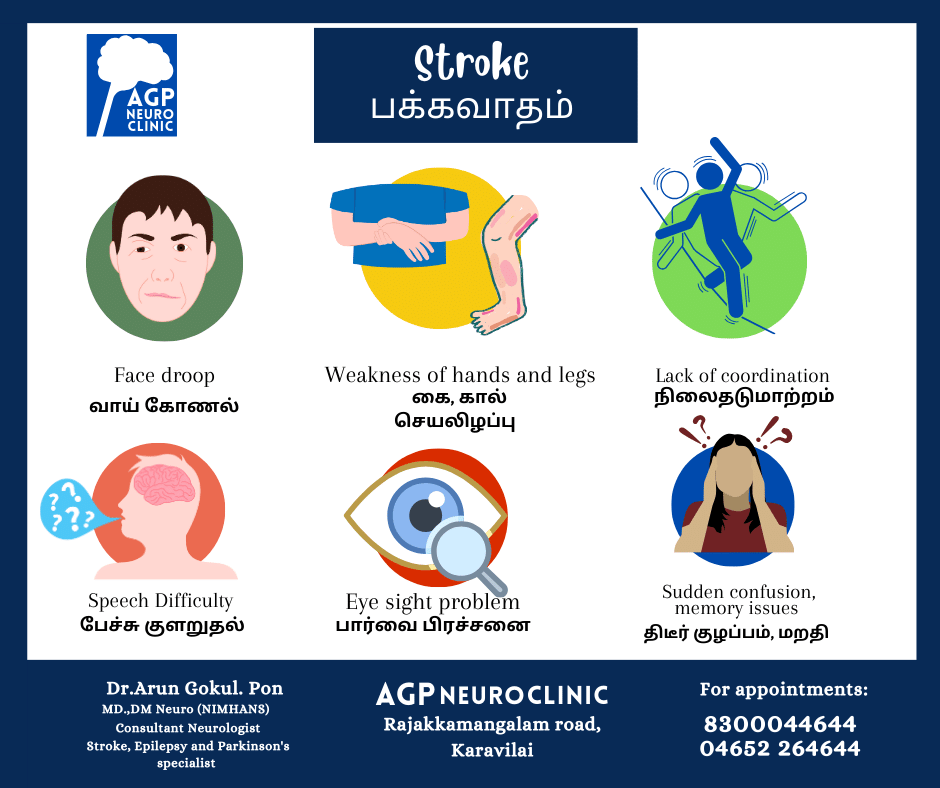 AGP
NEURO
CLINIC
Stroke
பக்கவாதம்
Face droop
வாய் கோணல்
Weakness of hands and legs
கை, கால்
செயலிழப்பு
Lack of coordination
நிலைதடுமாற்றம்
? ?
? ? ?
? ?
Speech Difficulty
பேச்சு குளறுதல்
Eye sight problem
பார்வை பிரச்சனை
! ? ? !
Sudden confusion,
memory issues
திடீர் குழப்பம், மறதி
Dr.Arun Gokul. Pon
MD.,DM Neuro (NIMHANS)
Consultant Neurologist
Stroke, Epilepsy and Parkinson's
specialist
AGP NEURO CLINIC
Rajakkamangalam road,
Karavilai
For appointments:
8300044644
04652 264644